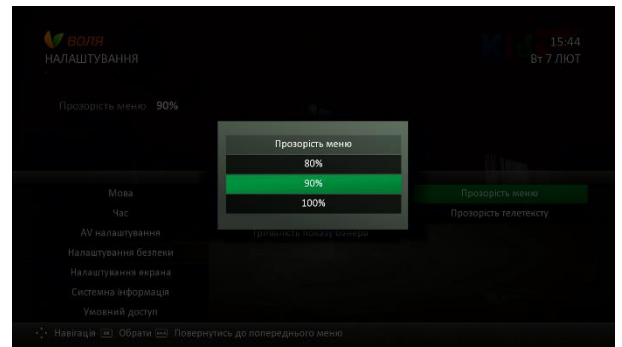 ВОЛЯ
НАЛАШТУВАННЯ
15:44
Вт 7 ЛЮТ
Прозорість меню 90%
Прозорість меню
80%
90%
100%
Мова
Час
AV налаштування
Налаштування безпеки
Налаштування екрана
Системна інформація
Умовний доступ
Тривалість показу банера
Прозорість меню
Прозорість телетексту
Навігація OK Обрати Повернутись до попереднього меню